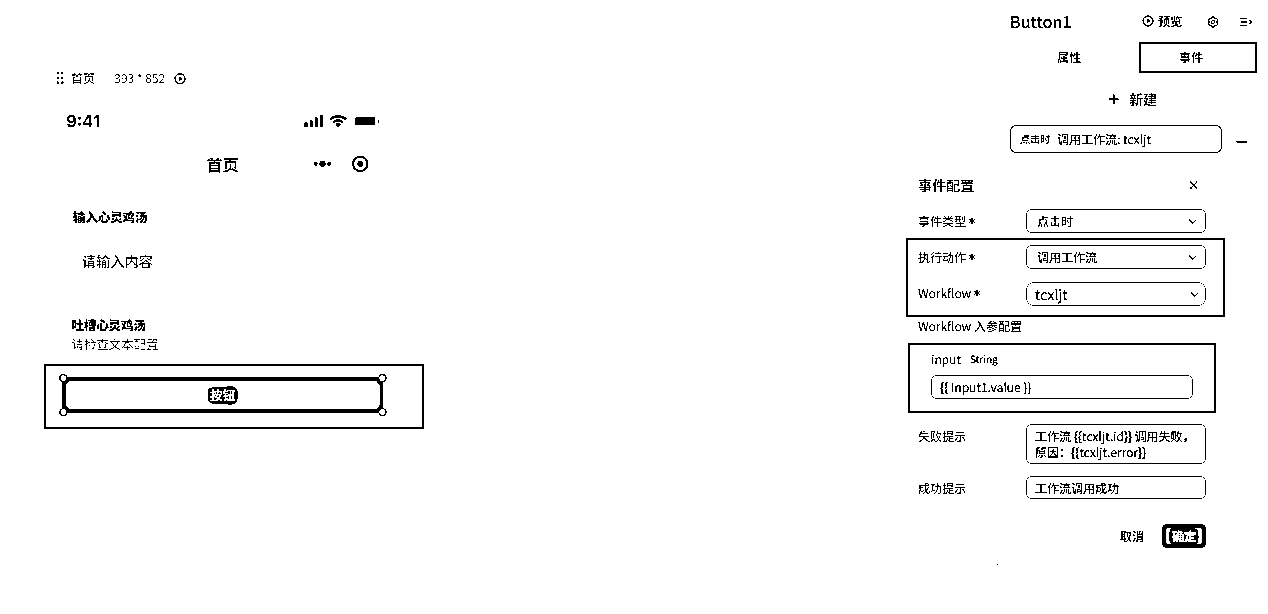 Button1
预览
属性
事件
首页
393 * 852
+ 新建
9:41
点击时 调用工作流: tcxljt
首页
事件配置
输入心灵鸡汤
事件类型 *
点击时
请输入内容
执行动作 *
调用工作流
Workflow *
tcxljt
吐槽心灵鸡汤
Workflow 入参配置
请检查文本配置
input String
{{ Input1.value }}
按钮
失败提示
工作流 {{tcxljt.id}} 调用失败，
原因：{{tcxljt.error}}
成功提示
工作流调用成功
取消
确定